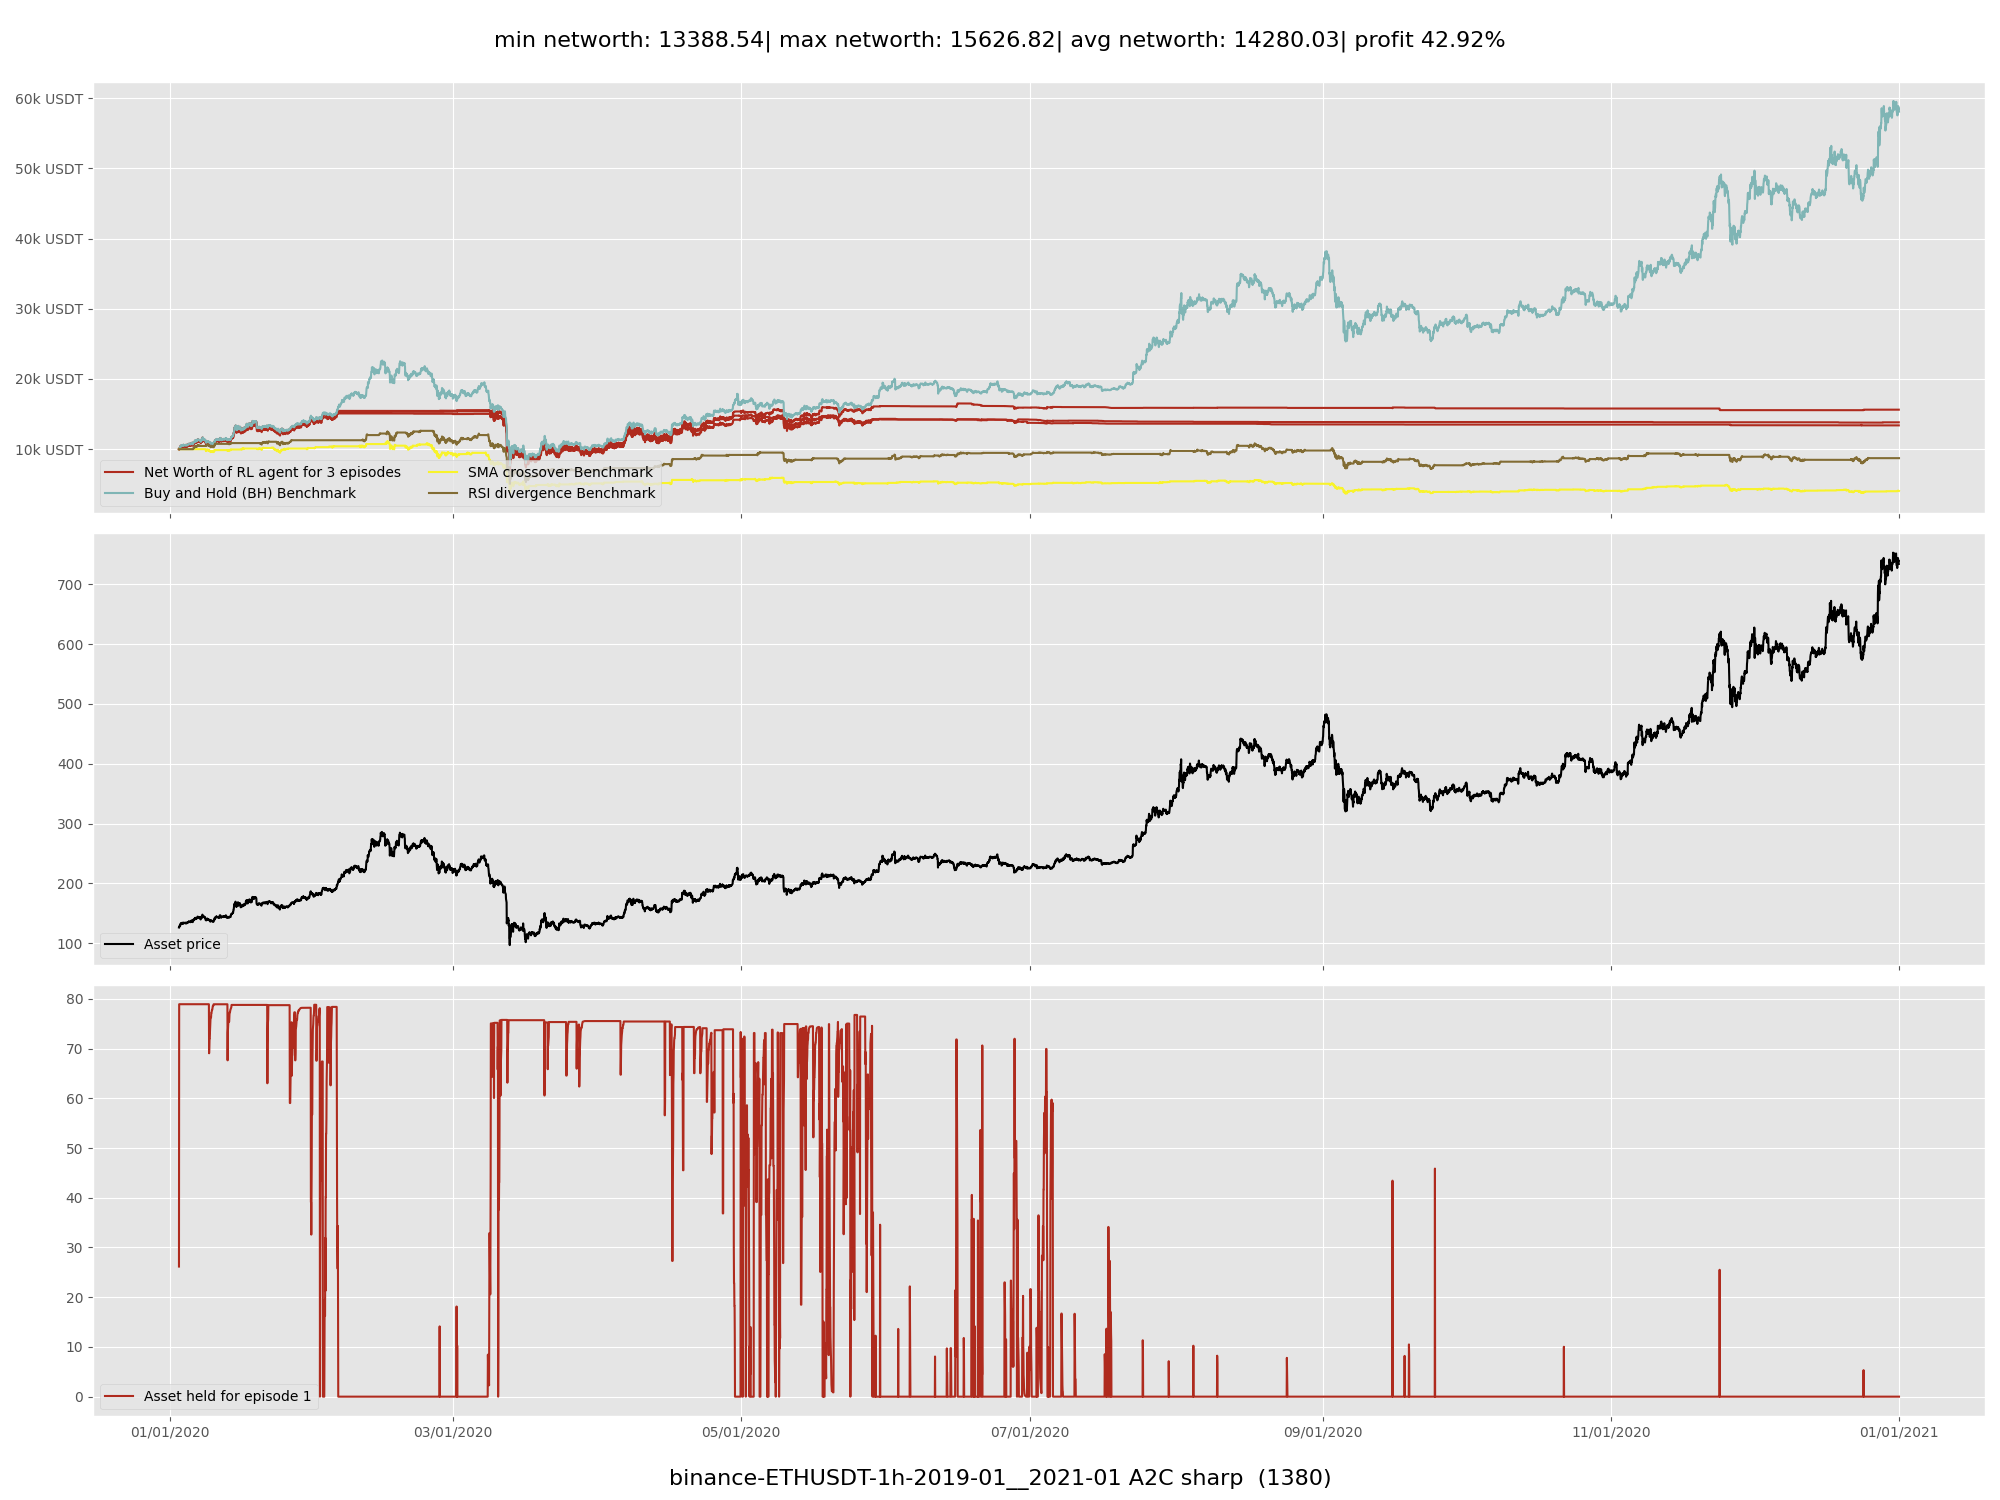 min networth: 13388.54| max networth: 15626.82| avg networth: 14280.03| profit 42.92%
60k USDT
50k USDT
40k USDT
30k USDT
20k USDT
10k USDT
Net Worth of RL agent for 3 episodes
Buy and Hold (BH) Benchmark
SMA crossover Benchmark
RSI divergence Benchmark
700
600
500
400
300
200
100
Asset price
80
70
60
50
40
30
20
10
0
Asset held for episode 1
01/01/2020 03/01/2020 05/01/2020 07/01/2020 09/01/2020 11/01/2020 01/01/2021
binance-ETHUSDT-1h-2019-01__2021-01 A2C sharp (1380)